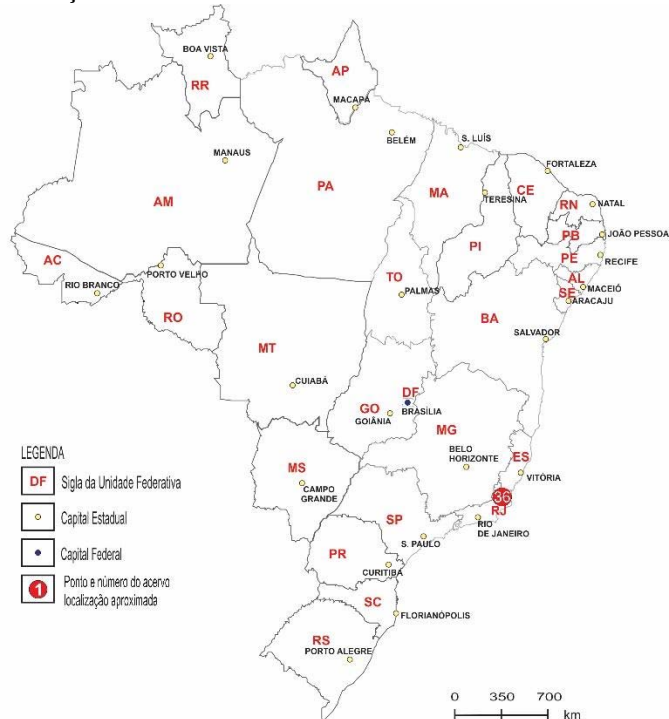 BOA VISTA
RR
AP
MACAPÁ
BELÉM
S. LUÍS
FORTALEZA
MANAUS
AM
PA
MA
TERESINA
CE
RN
NATAL
PB
JOÃO PESSOA
PI
PE
RECIFE
AC
RIO BRANCO
PORTO VELHO
TO
PALMAS
AL
MACEIÓ
SE
ARACAJU
RO
BA
SALVADOR
MT
CUIABÁ
DF
BRASÍLIA
GO
GOIÂNIA
MG
BELO
HORIZONTE
ES
VITÓRIA
MS
CAMPO
GRANDE
36
RJ
RIO
DE JANEIRO
SP
S. PAULO
PR
CURITIBA
SC
FLORIANÓPOLIS
RS
PORTO ALEGRE
LEGENDA
DF Sigla da Unidade Federativa
Capital Estadual
Capital Federal
1 Ponto e número do acervo
localização aproximada
0 350 700
km